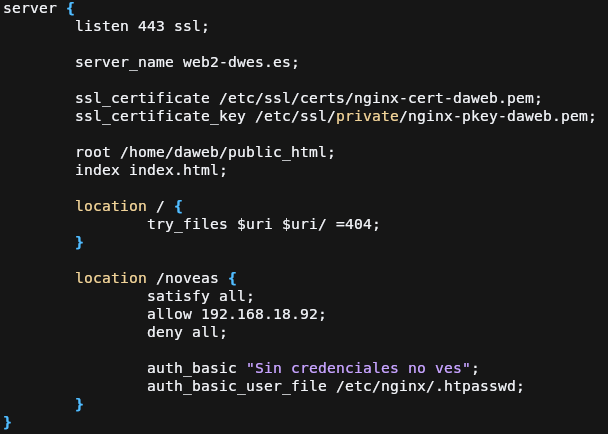 server {
listen 443 ssl;
server_name web2-dwes.es;
ssl_certificate /etc/ssl/certs/nginx-cert-daweb.pem;
ssl_certificate_key /etc/ssl/private/nginx-pkey-daweb.pem;
root /home/daweb/public_html;
index index.html;
location / {
try_files $uri $uri/ =404;
}
location /noveas {
satisfy all;
allow 192.168.18.92;
deny all;
auth_basic "Sin credenciales no ves";
auth_basic_user_file /etc/nginx/.htpasswd;
}
}